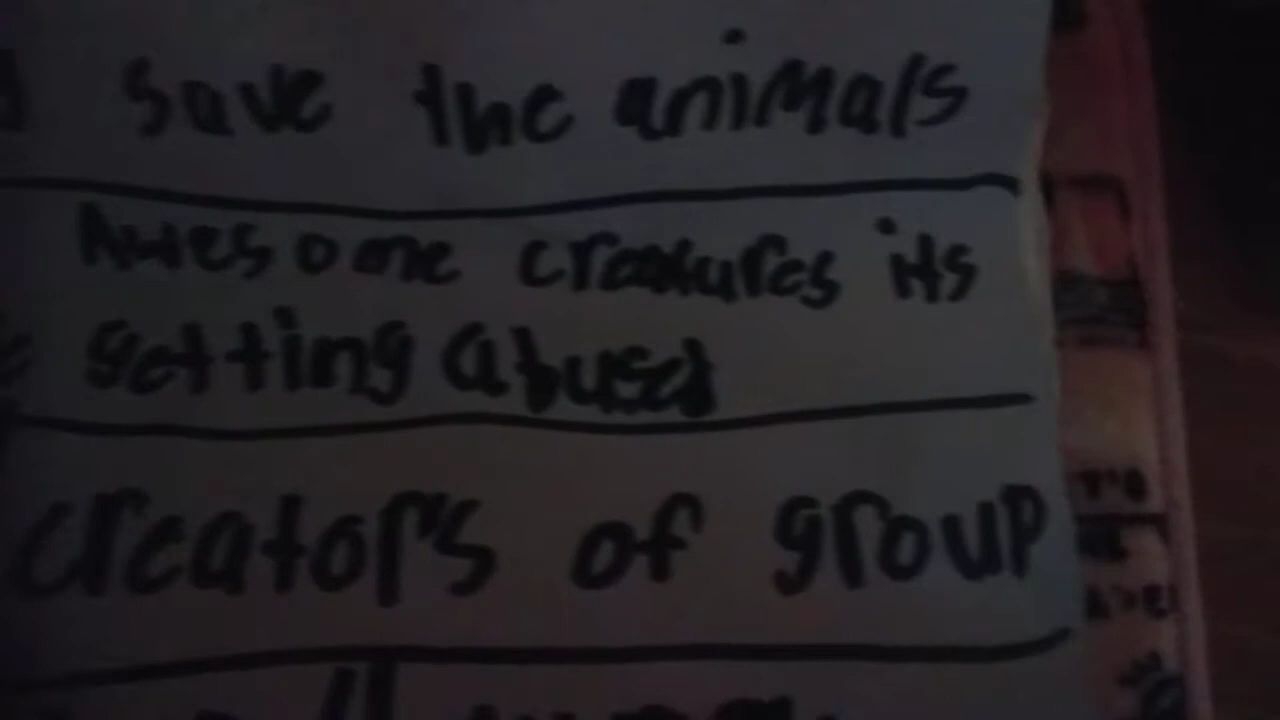 save the animals
Awesome creatures its
getting abused
creator's of group